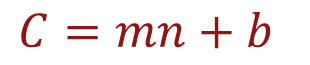 C = mn + b